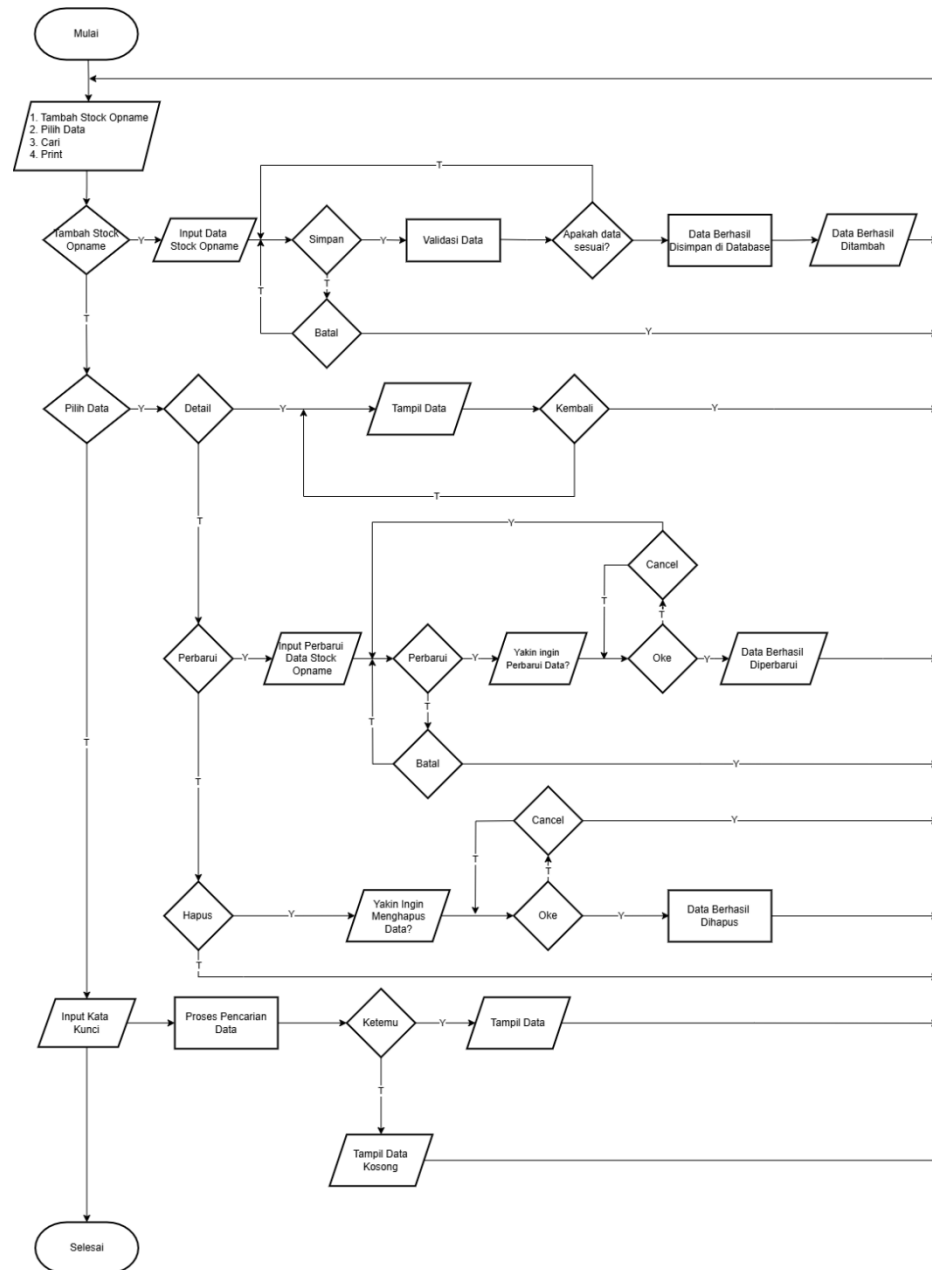 Mulai
1. Tambah Stock Opname
2. Pilih Data
3. Cari
4. Print
T
Tambah Stock
Opname
Y
Input Data
Stock Opname
Simpan
Y
Validasi Data
Apakah data
sesuai?
Data Berhasil
Disimpan di Database
Data Berhasil
Ditambah
T
T
T
Batal
Y
Pilih Data
Y
Detail
Y
Tampil Data
Kembali
Y
T
T
Y
Cancel
T
T
Perbarui
Y
Input Perbarui
Data Stock
Opname
Perbarui
Y
Yakin ingin
Perbarui Data?
Oke
Y
Data Berhasil
Diperbarui
T
T
T
T
Batal
Y
Cancel
Y
T
T
Hapus
Y
Yakin Ingin
Menghapus
Data?
Oke
Y
Data Berhasil
Dihapus
T
Input Kata
Kunci
Proses Pencarian
Data
Ketemu
Y
Tampil Data
T
Tampil Data
Kosong
Selesai